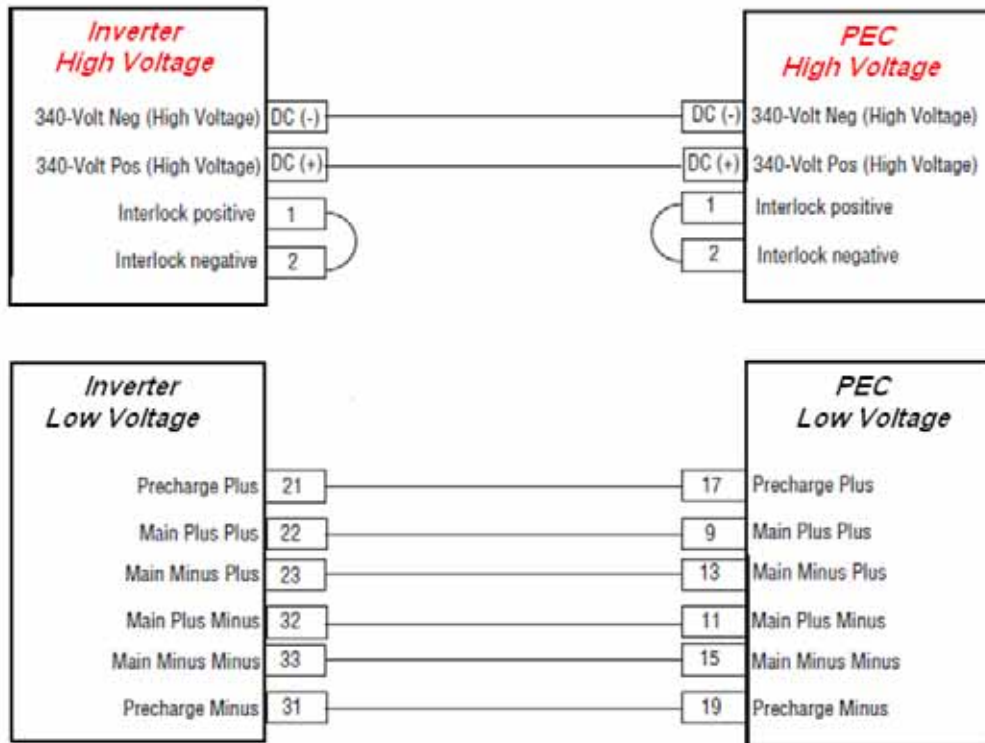 Inverter
High Voltage
340-Volt Neg (High Voltage) DC (-)
340-Volt Pos (High Voltage) DC (+)
Interlock positive 1
Interlock negative 2
PEC
High Voltage
DC (-) 340-Volt Neg (High Voltage)
DC (+) 340-Volt Pos (High Voltage)
1 Interlock positive
2 Interlock negative
Inverter
Low Voltage
Precharge Plus 21
Main Plus Plus 22
Main Minus Plus 23
Main Plus Minus 32
Main Minus Minus 33
Precharge Minus 31
PEC
Low Voltage
17 Precharge Plus
9 Main Plus Plus
13 Main Minus Plus
11 Main Plus Minus
15 Main Minus Minus
19 Precharge Minus